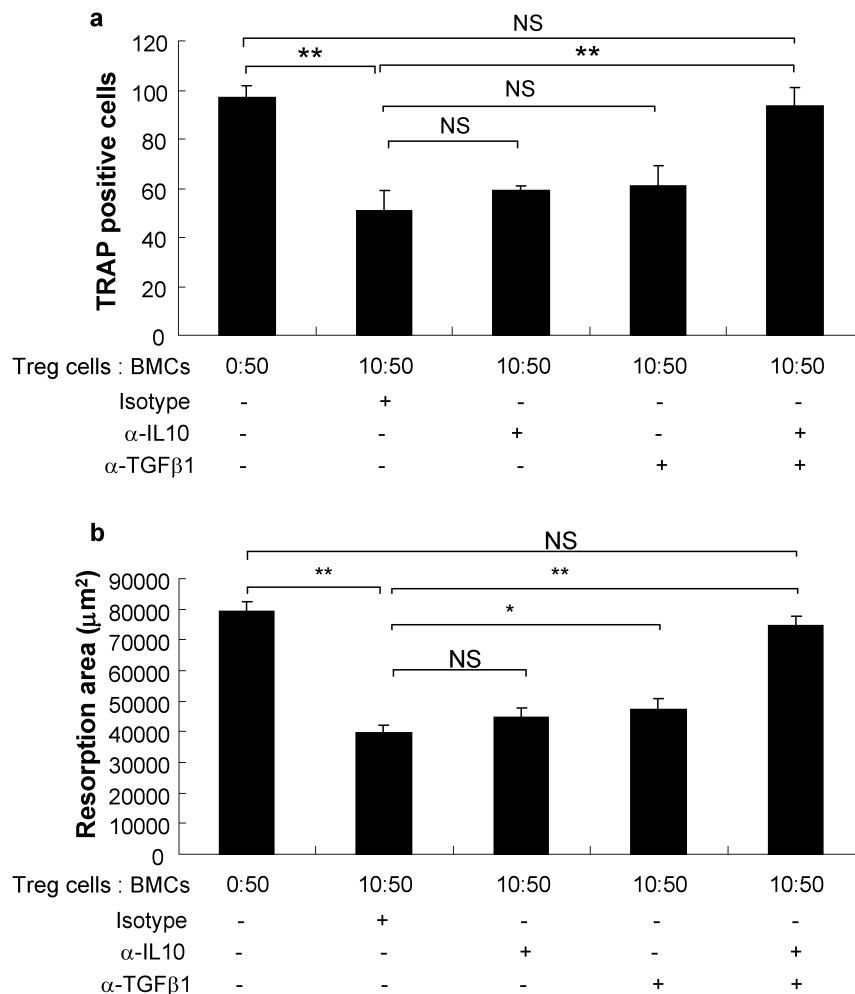 a
NS
120
** **
100
NS
80
NS
60
40
20
0
TRAP positive cells
Treg cells : BMCs 0:50 10:50 10:50 10:50 10:50
Isotype - + - - -
α-IL10 - - + - +
α-TGFβ1 - - - + +
b
NS
90000
** **
80000
70000
*
60000
NS
50000
40000
30000
20000
10000
0
Resorption area (μm²)
Treg cells : BMCs 0:50 10:50 10:50 10:50 10:50
Isotype - + - - -
α-IL10 - - + - +
α-TGFβ1 - - - + +